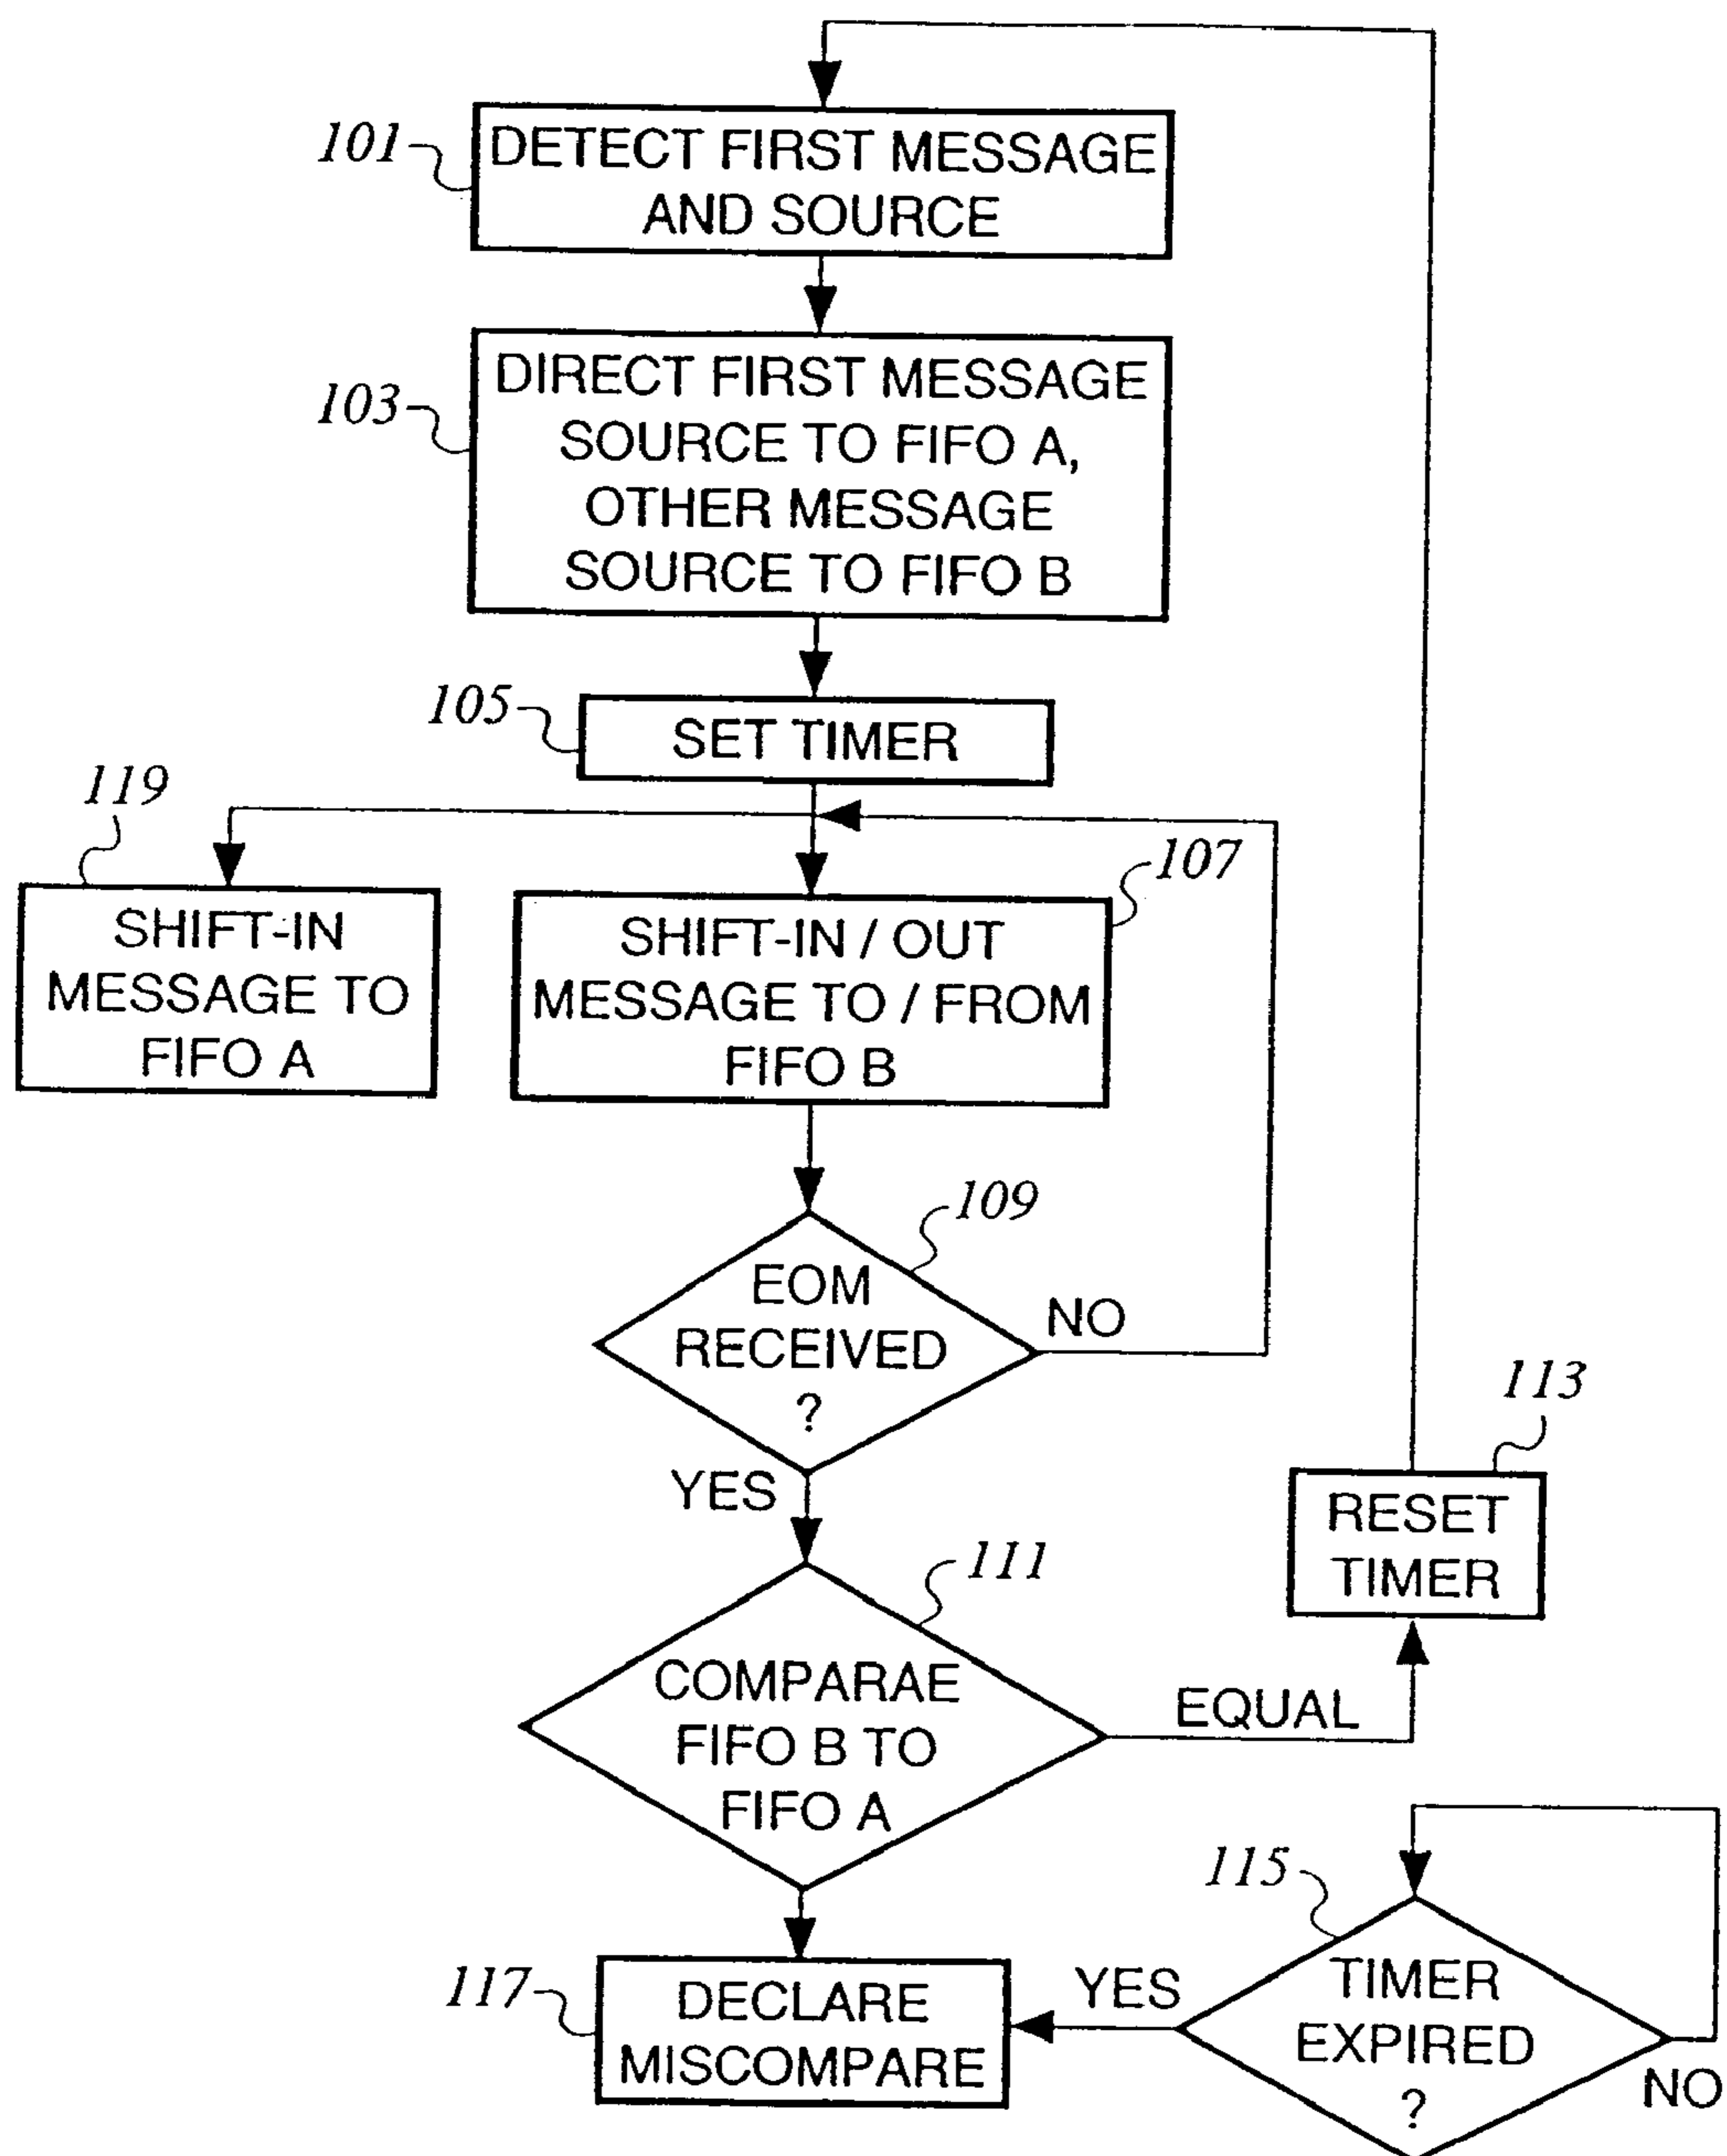 101
DETECT FIRST MESSAGE
AND SOURCE
103
DIRECT FIRST MESSAGE
SOURCE TO FIFO A,
OTHER MESSAGE
SOURCE TO FIFO B
105
SET TIMER
119
SHIFT-IN
MESSAGE TO
FIFO A
107
SHIFT-IN / OUT
MESSAGE TO / FROM
FIFO B
109
EOM
RECEIVED
?
NO
YES
113
RESET
TIMER
111
COMPARAE
FIFO B TO
FIFO A
EQUAL
115
TIMER
EXPIRED
?
YES
NO
117
DECLARE
MISCOMPARE